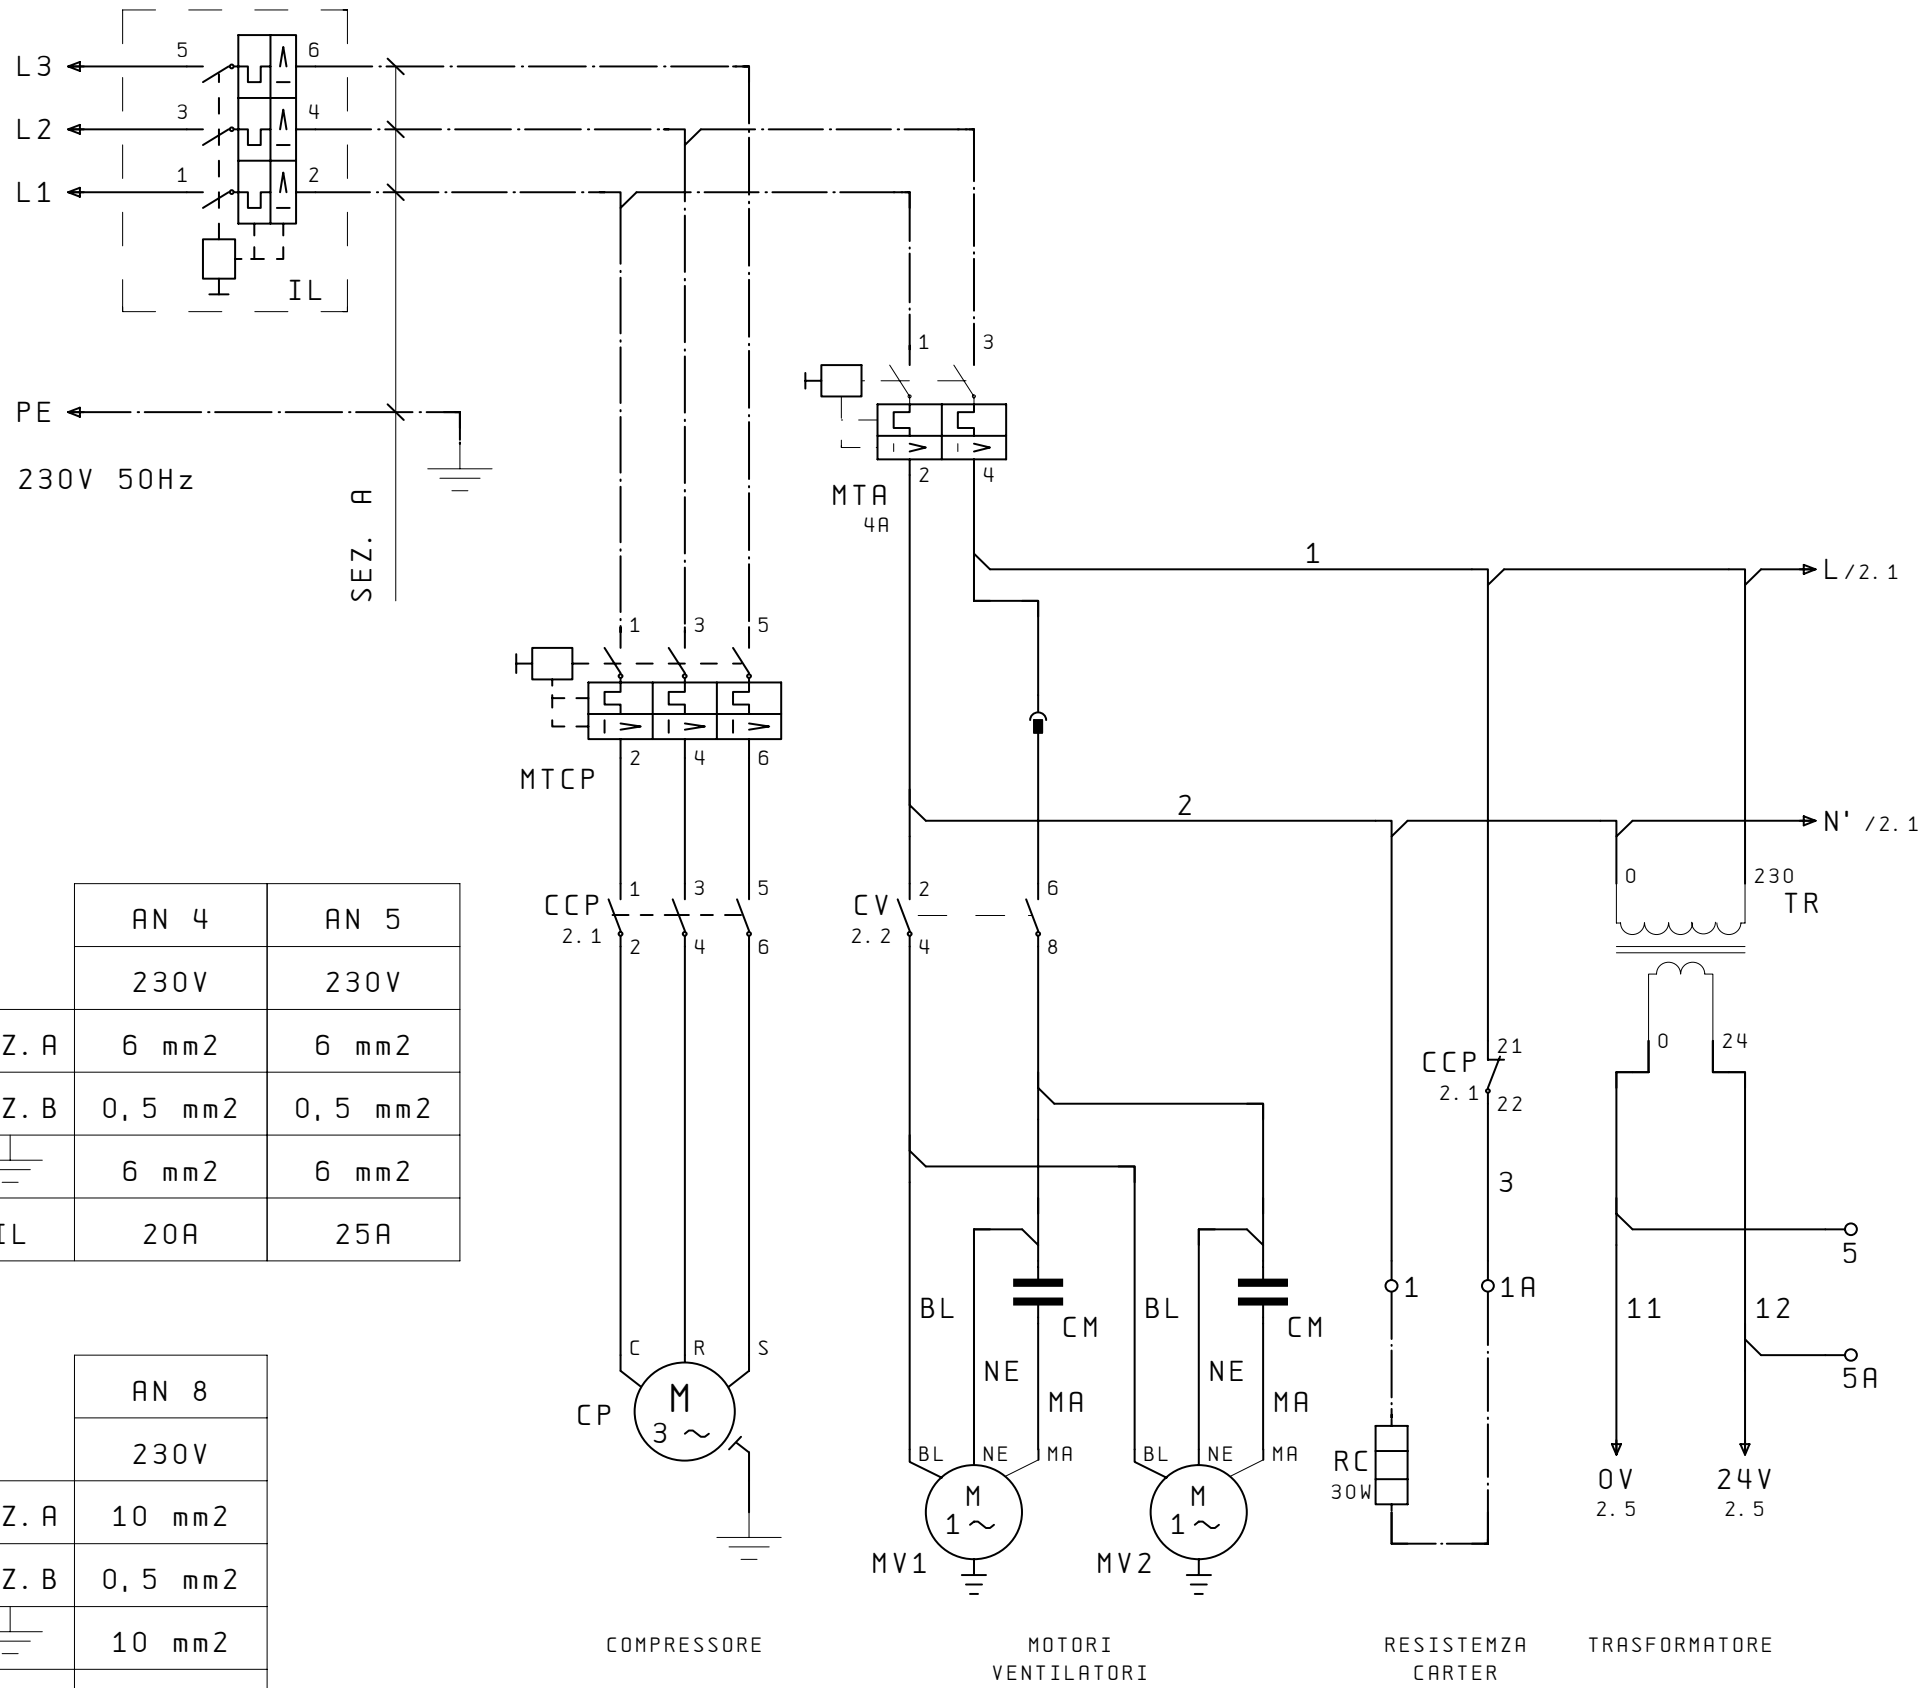 L3
5
6
L2
3
4
L1
1
2
IL
PE
230V 50Hz
SEZ. A
1
3
MTA
4A
2
4
1
L /2.1
1
3
5
MTCP
2
4
6
2
N' /2.1
0
230
TR
CCP
2.1
1
3
5
2
4
6
CV
2.2
2
6
4
8
AN 4
AN 5
230V
230V
Z. A
6 mm2
6 mm2
Z. B
0,5 mm2
0,5 mm2
6 mm2
6 mm2
IL
20A
25A
0
24
CCP
2.1
21
22
3
5
1
1A
11
12
5A
BL
CM
BL
CM
NE
MA
NE
MA
C
R
S
CP
M
3 ~
BL
NE
MA
BL
NE
MA
M
1 ~
M
1 ~
MV1
MV2
RC
30W
0V
2.5
24V
2.5
AN 8
230V
Z. A
10 mm2
Z. B
0,5 mm2
10 mm2
COMPRESSORE
MOTORI
VENTILATORI
RESISTEMZA
CARTER
TRASFORMATORE